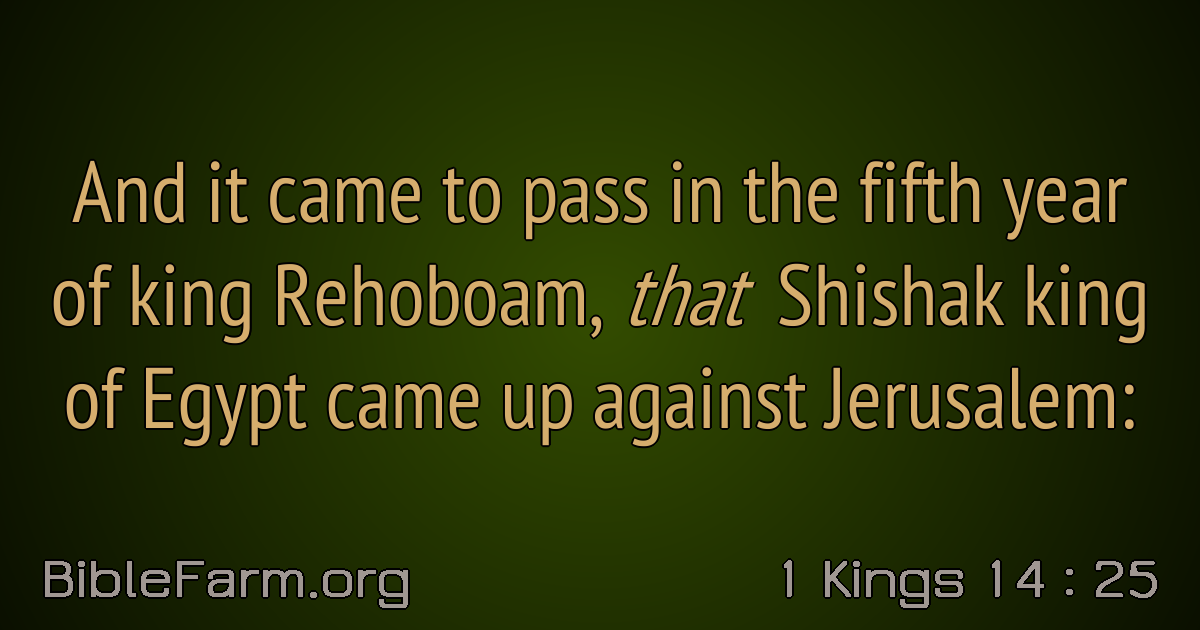 And it came to pass in the fifth year
of king Rehoboam, that Shishak king
of Egypt came up against Jerusalem:
BibleFarm.org
1 Kings 14 : 25